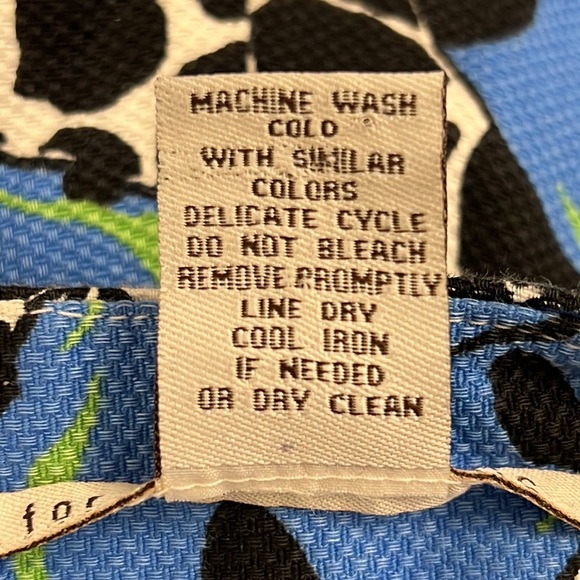 MACHINE WASH
COLD
WITH SIMILAR
COLORS
DELICATE CYCLE
DO NOT BLEACH
REMOVE PROMPTLY
LINE DRY
COOL IRON
IF NEEDED
OR DRY CLEAN
for